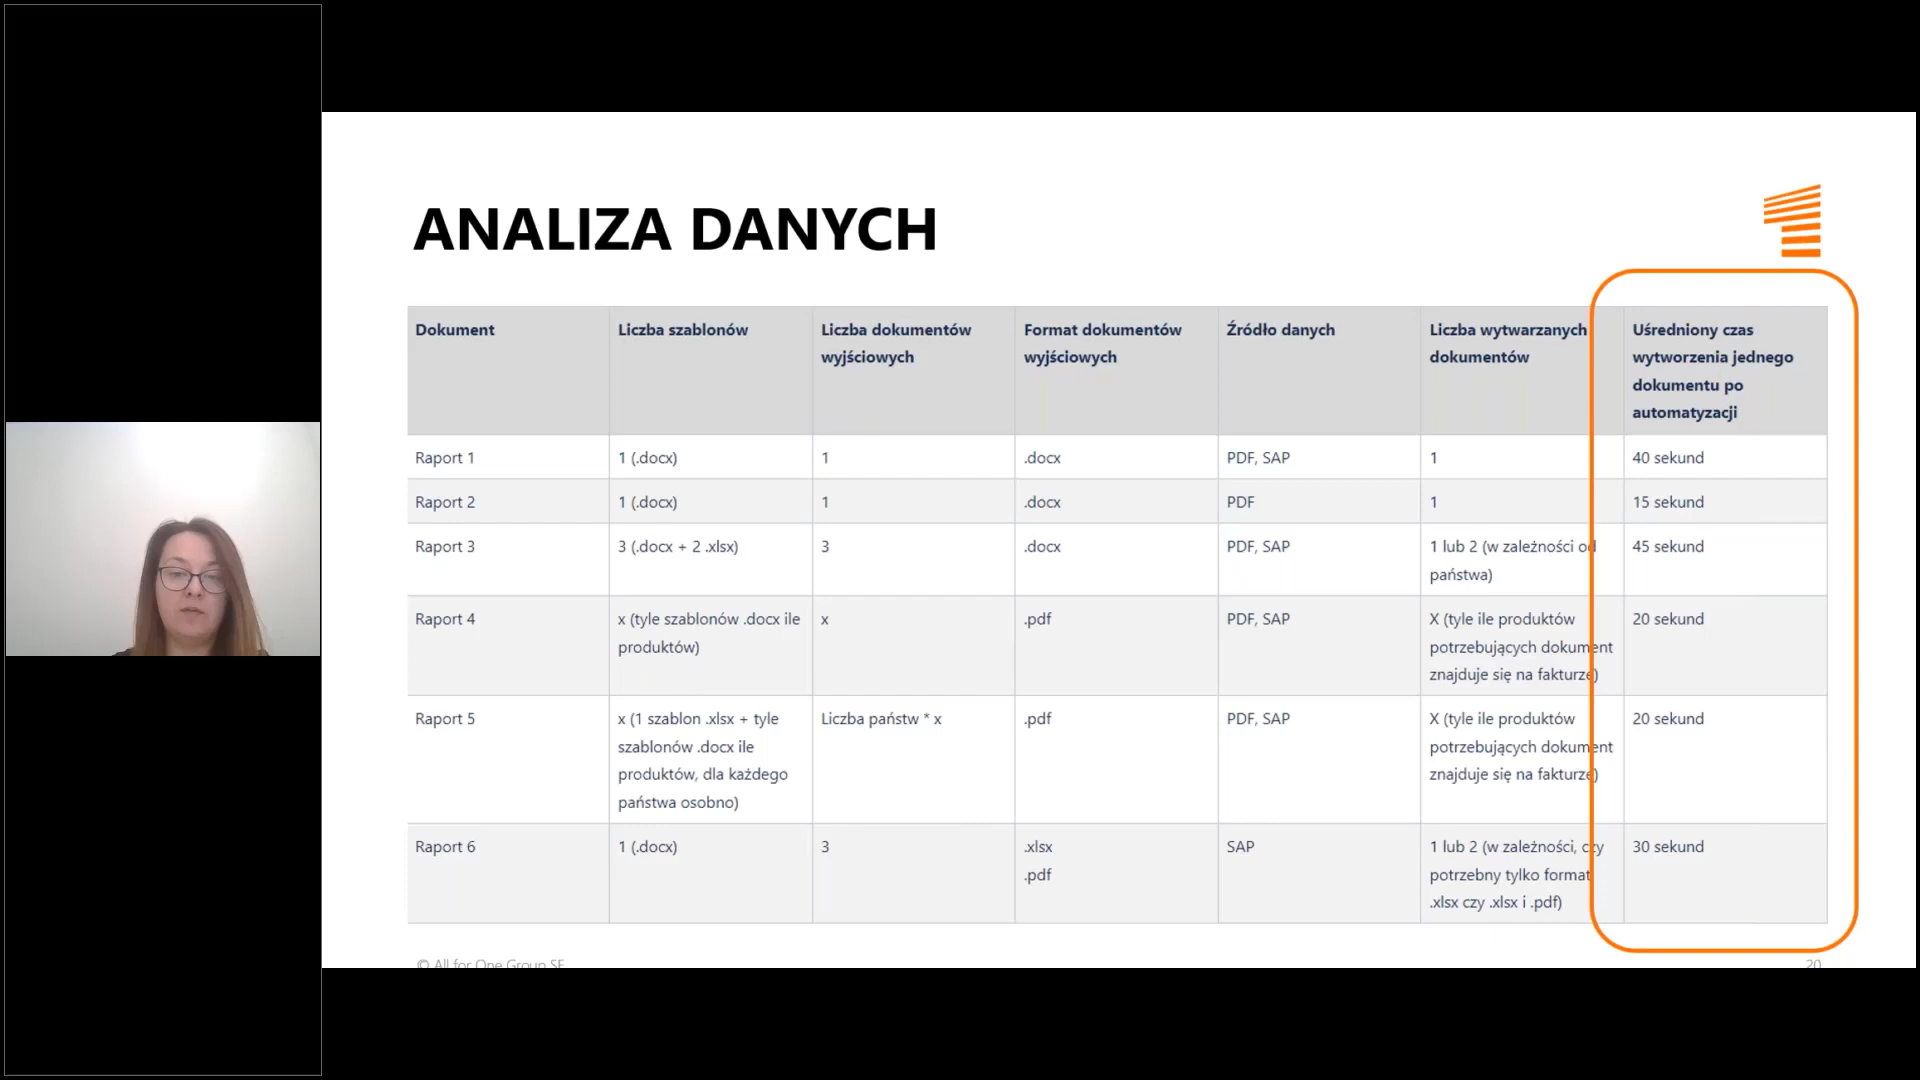 ANALIZA DANYCH
Dokument
Liczba szablonów
Liczba dokumentów
wyjściowych
Format dokumentów
wyjściowych
Źródło danych
Liczba wytwarzanych
dokumentów
Uśredniony czas
wytworzenia jednego
dokumentu po
automatyzacji
Raport 1
1 (.docx)
1
.docx
PDF, SAP
1
40 sekund
Raport 2
1 (.docx)
1
.docx
PDF
1
15 sekund
Raport 3
3 (.docx + 2 .xlsx)
3
.docx
PDF, SAP
1 lub 2 (w zależności od
państwa)
45 sekund
Raport 4
x (tyle szablonów .docx ile
produktów)
x
.pdf
PDF, SAP
X (tyle ile produktów
potrzebujących dokument
znajduje się na fakturze)
20 sekund
Raport 5
x (1 szablon .xlsx + tyle
szablonów .docx ile
produktów, dla każdego
państwa osobno)
Liczba państw * x
.pdf
PDF, SAP
X (tyle ile produktów
potrzebujących dokument
znajduje się na fakturze)
20 sekund
Raport 6
1 (.docx)
3
.xlsx
.pdf
SAP
1 lub 2 (w zależności, czy
potrzebny tylko format
.xlsx czy .xlsx i .pdf)
30 sekund
© All for One Group SE
20